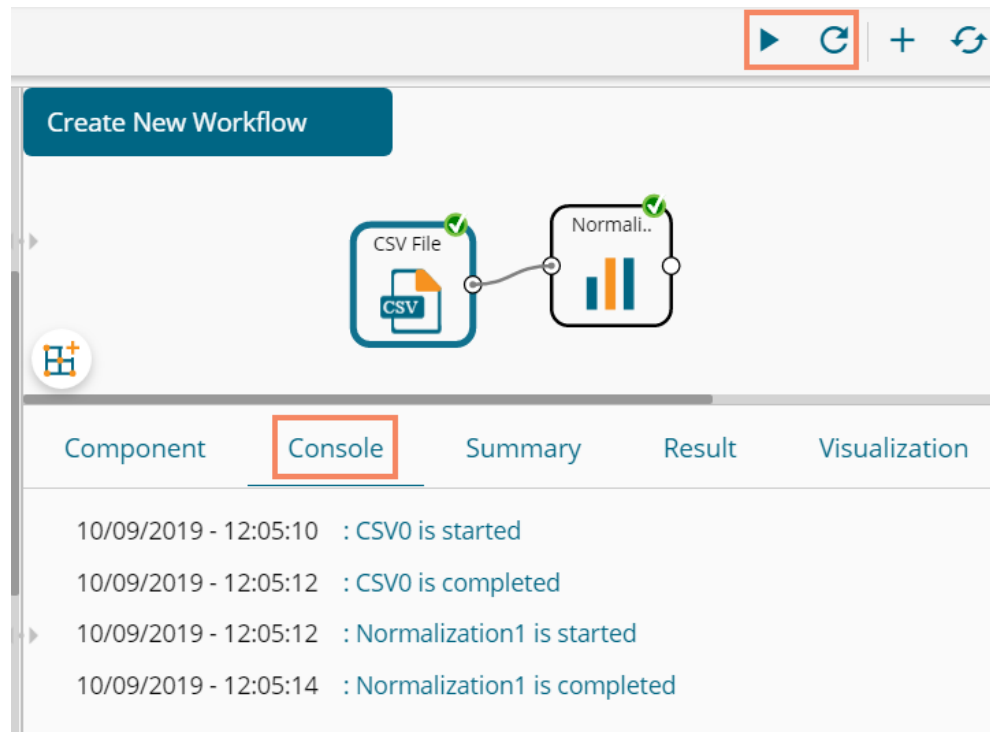 Create New Workflow
CSV File
CSV
Normali..
Component Console Summary Result Visualization
10/09/2019 - 12:05:10 : CSV0 is started
10/09/2019 - 12:05:12 : CSV0 is completed
10/09/2019 - 12:05:12 : Normalization1 is started
10/09/2019 - 12:05:14 : Normalization1 is completed